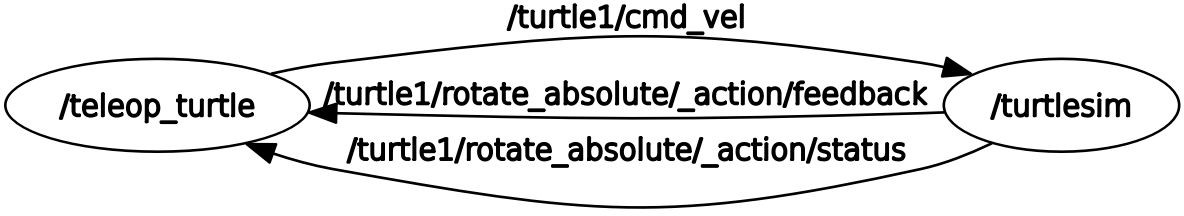 /turtle1/cmd_vel
/turtle1/rotate_absolute/_action/feedback
/teleop_turtle
/turtlesim
/turtle1/rotate_absolute/_action/status